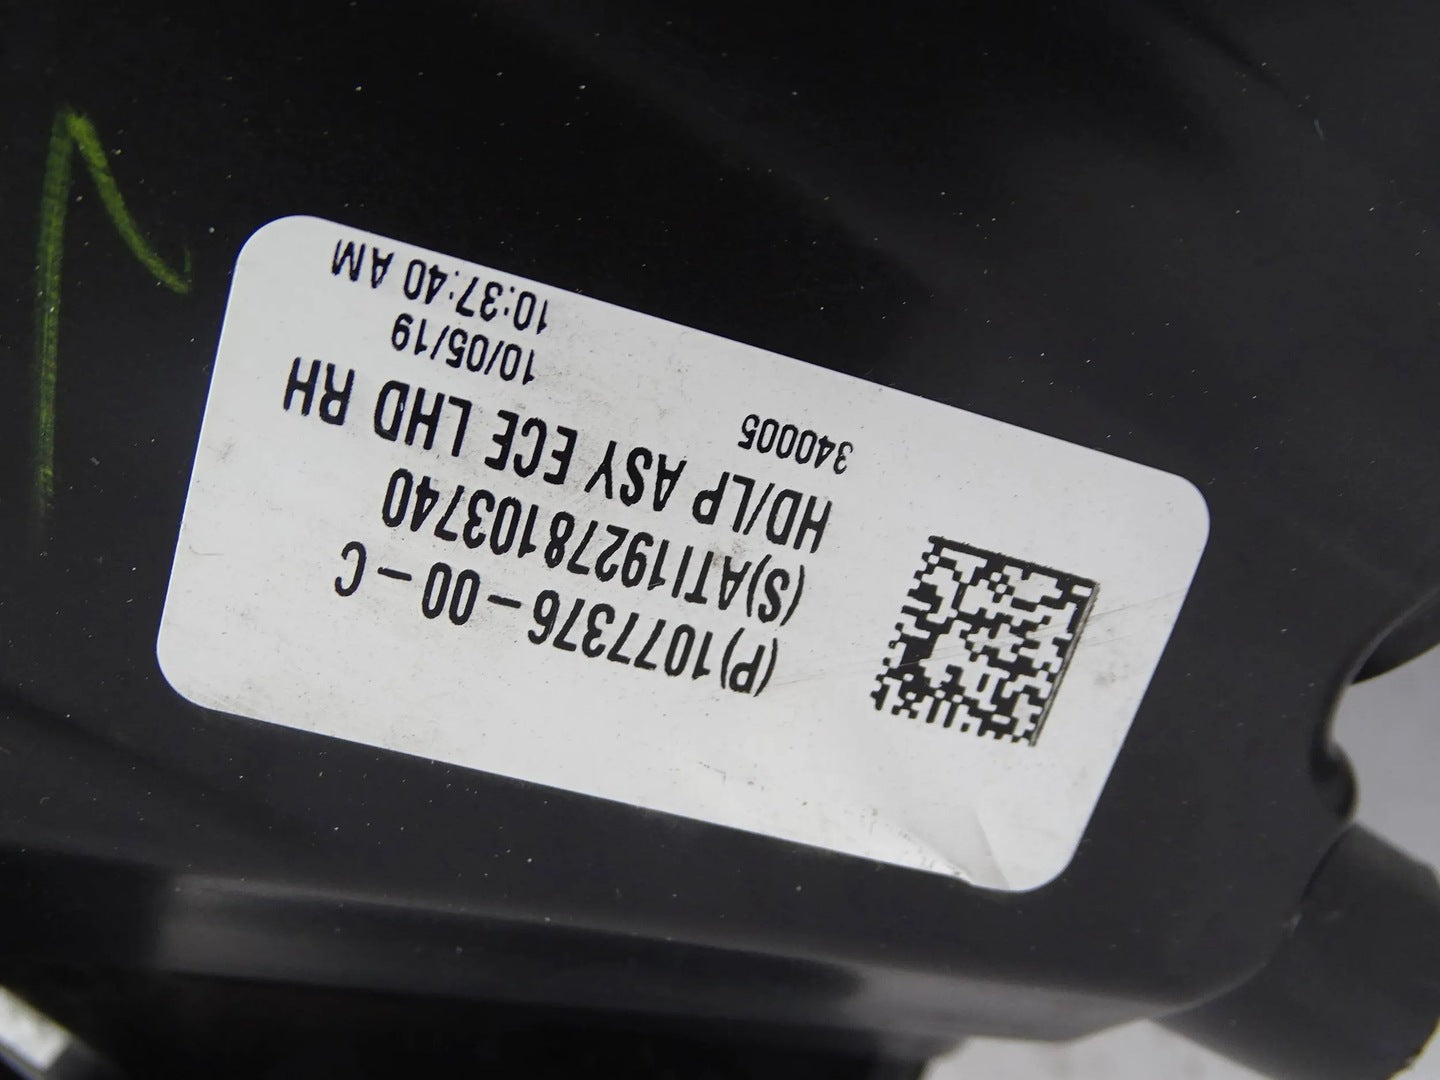 (P)1077376-00-C
(S)ATI19278103740
HD/LP ASY ECE LHD RH
340005
10/05/19
10:37:40 AM